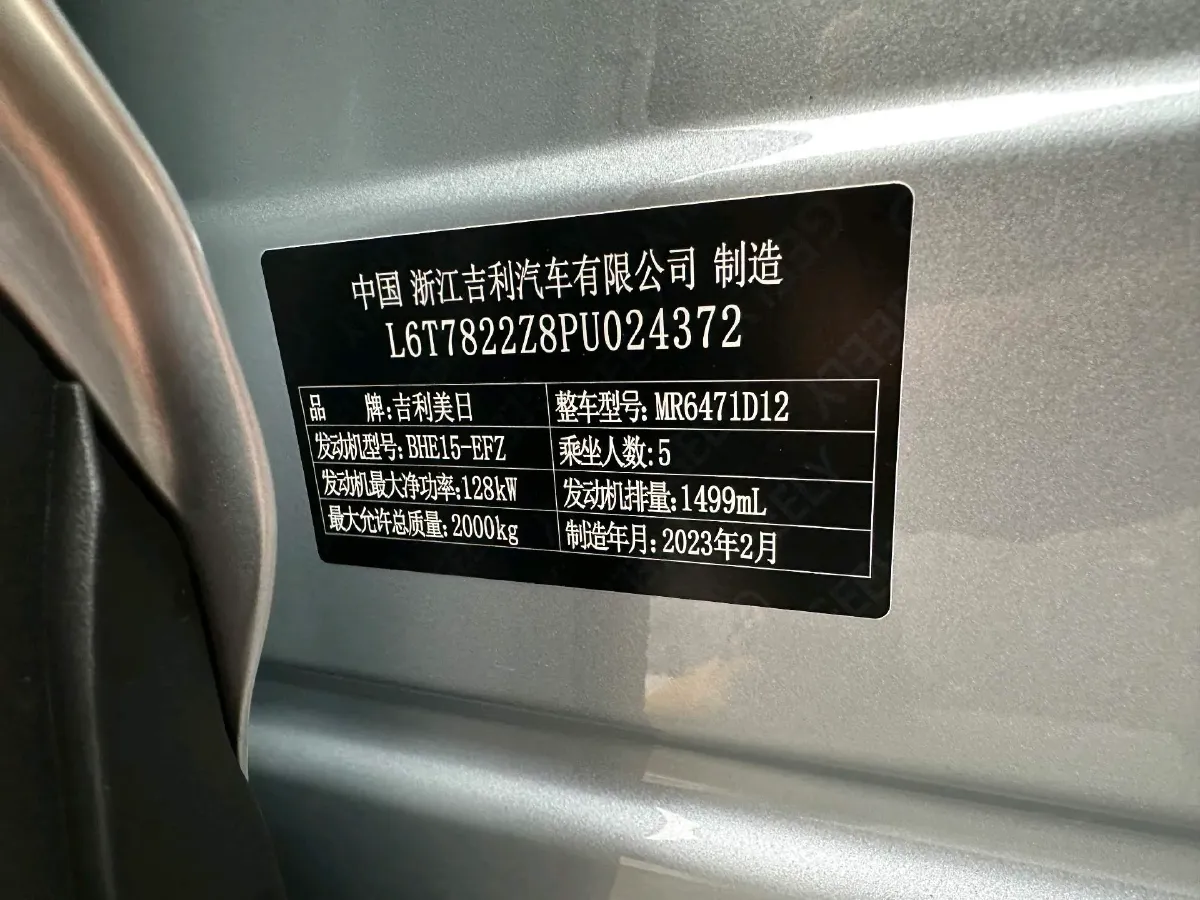 中国 浙江吉利汽车有限公司 制造
L6T7822Z8PU024372
品 牌:吉利美日 整车型号:MR6471D12
发动机型号:BHE15-EFZ 乘坐人数:5
发动机最大净功率:128kW 发动机排量:1499mL
最大允许总质量:2000kg 制造年月:2023年2月